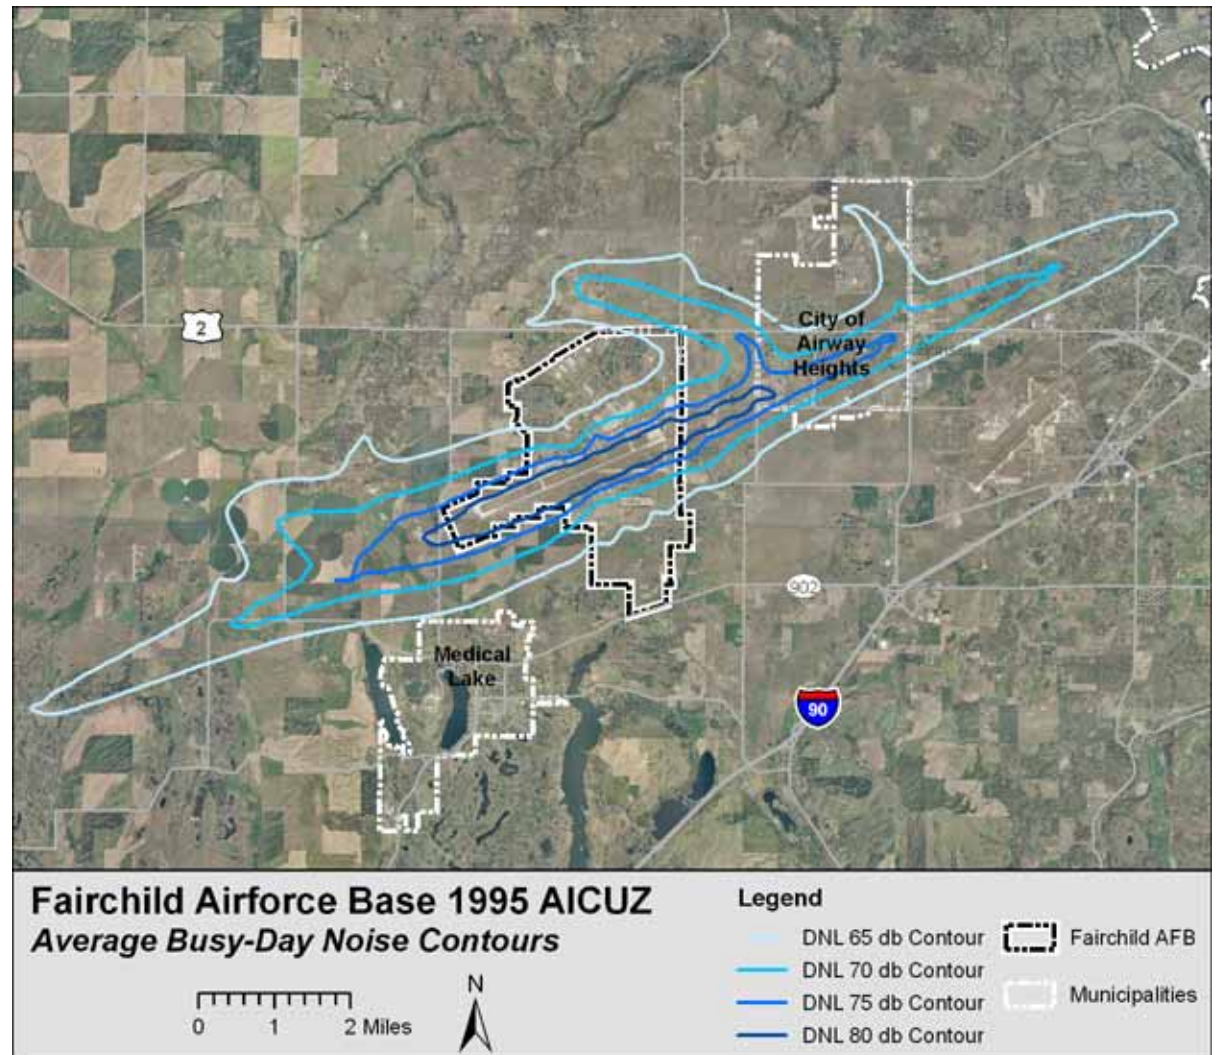 2
City of
Airway
Heights
902
Medical
Lake
90
Fairchild Airforce Base 1995 AICUZ
Average Busy-Day Noise Contours
N
0 1 2 Miles
Legend
DNL 65 db Contour
DNL 70 db Contour
DNL 75 db Contour
DNL 80 db Contour
Fairchild AFB
Municipalities